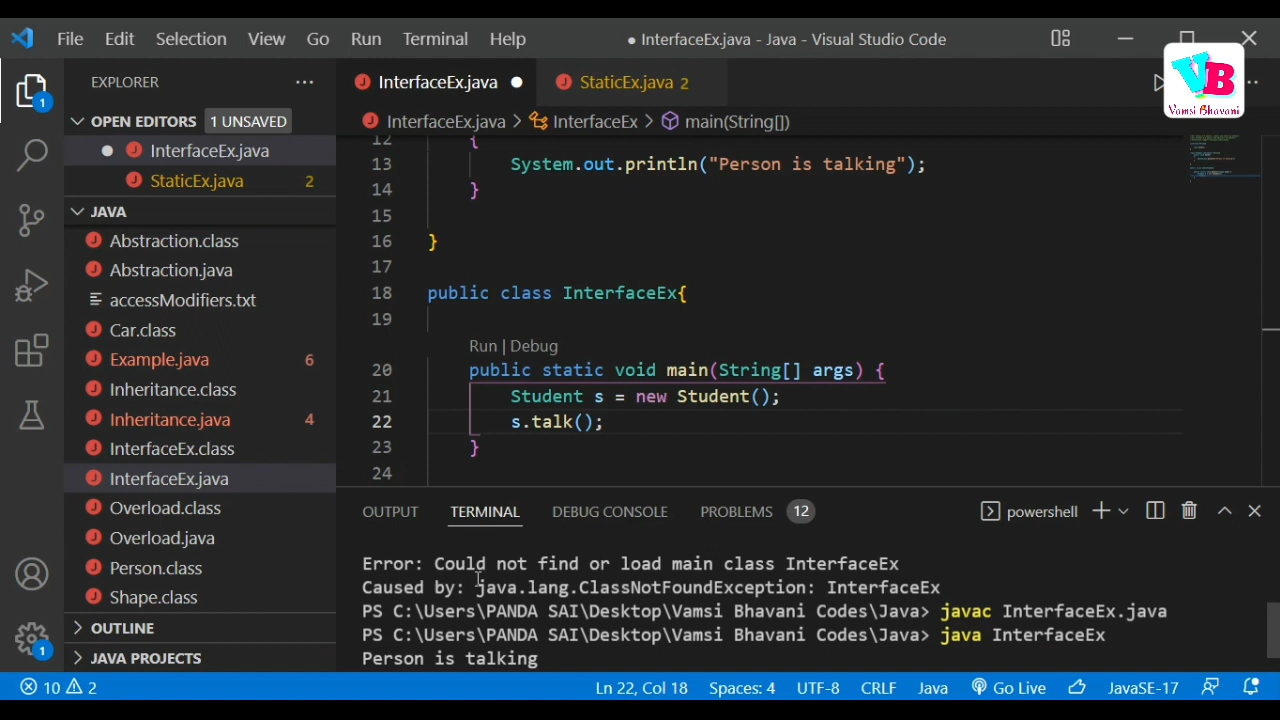 File Edit Selection View Go Run Terminal Help ● InterfaceEx.java - Java - Visual Studio Code
VB
Vamsi Bhavani
EXPLORER ···
InterfaceEx.java ●
StaticEx.java 2
1
OPEN EDITORS 1 UNSAVED
InterfaceEx.java > InterfaceEx > main(String[])
● InterfaceEx.java
StaticEx.java 2
JAVA
Abstraction.class
Abstraction.java
accessModifiers.txt
Car.class
Example.java 6
Inheritance.class
Inheritance.java 4
InterfaceEx.class
InterfaceEx.java
Overload.class
Overload.java
Person.class
Shape.class
OUTLINE
JAVA PROJECTS
12 {
13 System.out.println("Person is talking");
14 }
15
16 }
17
18 public class InterfaceEx{
19
Run | Debug
20 public static void main(String[] args) {
21 Student s = new Student();
22 s.talk();
23 }
24
OUTPUT TERMINAL DEBUG CONSOLE PROBLEMS 12 powershell
Error: Could not find or load main class InterfaceEx
Caused by: java.lang.ClassNotFoundException: InterfaceEx
PS C:\Users\PANDA SAI\Desktop\Vamsi Bhavani Codes\Java> javac InterfaceEx.java
PS C:\Users\PANDA SAI\Desktop\Vamsi Bhavani Codes\Java> java InterfaceEx
Person is talking
1
10 2 Ln 22, Col 18 Spaces: 4 UTF-8 CRLF Java Go Live JavaSE-17